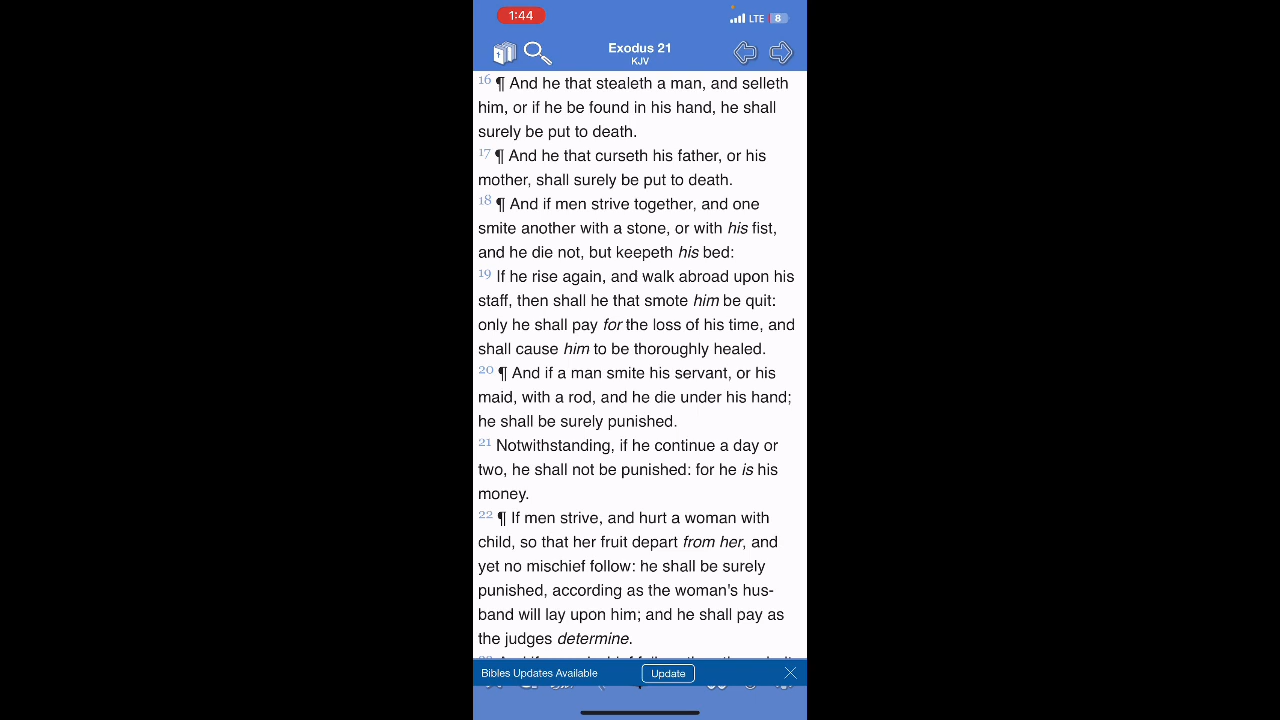 1:44
LTE 8
Exodus 21
KJV
16 ¶ And he that stealeth a man, and selleth
him, or if he be found in his hand, he shall
surely be put to death.
17 ¶ And he that curseth his father, or his
mother, shall surely be put to death.
18 ¶ And if men strive together, and one
smite another with a stone, or with his fist,
and he die not, but keepeth his bed:
19 If he rise again, and walk abroad upon his
staff, then shall he that smote him be quit:
only he shall pay for the loss of his time, and
shall cause him to be thoroughly healed.
20 ¶ And if a man smite his servant, or his
maid, with a rod, and he die under his hand;
he shall be surely punished.
21 Notwithstanding, if he continue a day or
two, he shall not be punished: for he is his
money.
22 ¶ If men strive, and hurt a woman with
child, so that her fruit depart from her, and
yet no mischief follow: he shall be surely
punished, according as the woman's hus-
band will lay upon him; and he shall pay as
the judges determine.
Bibles Updates Available Update